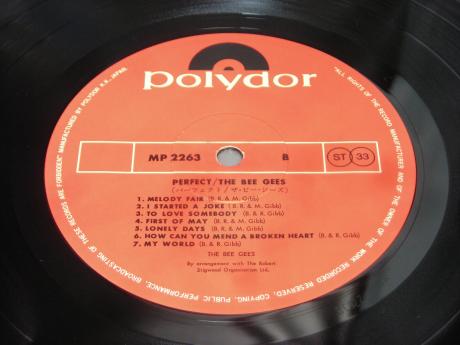 polydor
MP 2263
B
ST 33
PERFECT/THE BEE GEES
(パーフェクト/ザ・ビー・ジーズ)
1. MELODY FAIR (B. R. & M. Gibb)
2. I STARTED A JOKE (B. R. & M. Gibb)
3. TO LOVE SOMEBODY (B. & R. Gibb)
4. FIRST OF MAY (B. R. & M. Gibb)
5. LONELY DAYS (B. R. & M. Gibb)
6. HOW CAN YOU MEND A BROKEN HEART (B. & R. Gibb)
7. MY WORLD (B. & R. Gibb)
THE BEE GEES
By arrangement with The Robert
Stigwood Organisation Ltd.
"ALL RIGHTS OF THE MANUFACTURER AND OF THE OWNER OF THE WORK RECORDED RESERVED. COPYING, PUBLIC PERFORMANCE, BROADCASTING OF THESE RECORDS ARE FORBIDDEN" MANUFACTURED BY POLYDOR K.K., JAPAN.